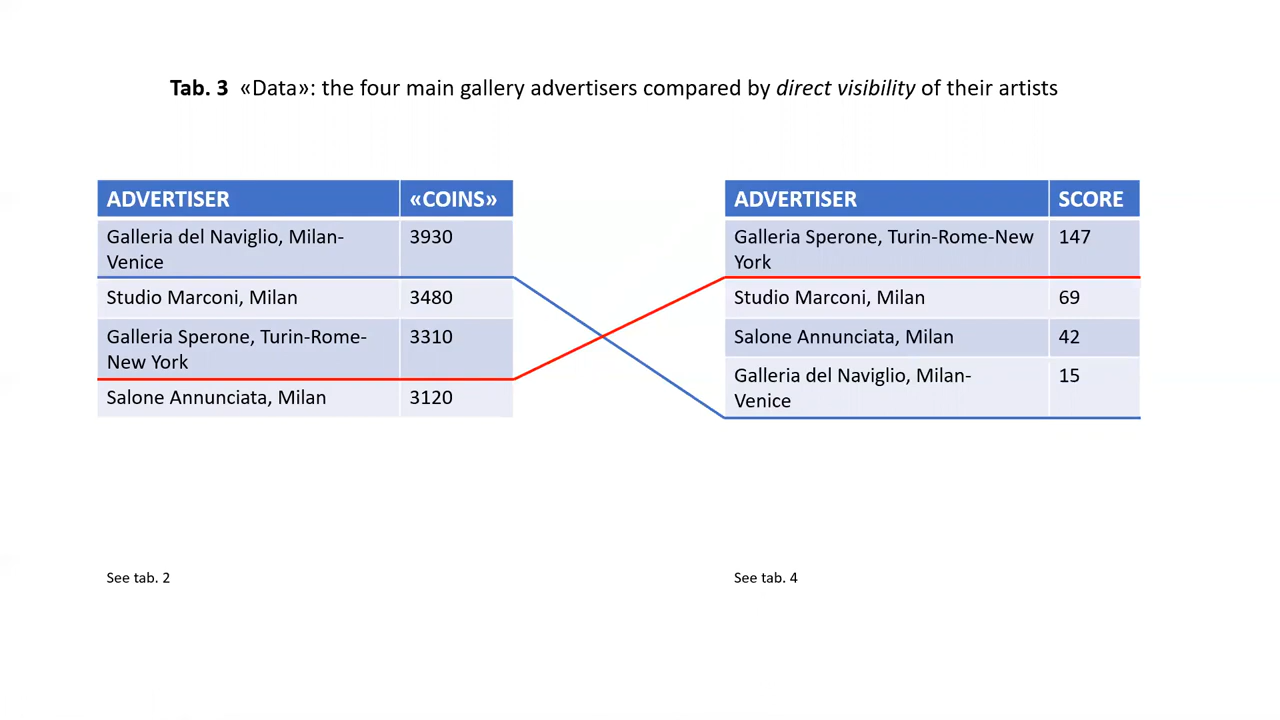 Tab. 3 «Data»: the four main gallery advertisers compared by direct visibility of their artists
ADVERTISER «COINS»
Galleria del Naviglio, Milan- 3930
Venice
Studio Marconi, Milan 3480
Galleria Sperone, Turin-Rome- 3310
New York
Salone Annunciata, Milan 3120
See tab. 2
ADVERTISER SCORE
Galleria Sperone, Turin-Rome-New 147
York
Studio Marconi, Milan 69
Salone Annunciata, Milan 42
Galleria del Naviglio, Milan- 15
Venice
See tab. 4